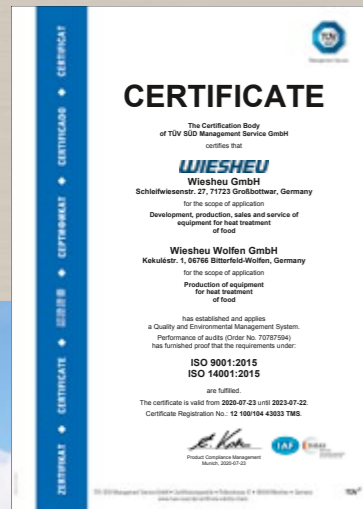 CERTIFICATE
The Certification Body
of TÜV SÜD Management Service GmbH
certifies that
WIESHEU
Wiesheu GmbH
Schleifwiesenstr. 27, 71723 Großbottwar, Germany
for the scope of application
Development, production, sales and service of
equipment for heat treatment
of food
Wiesheu Wolfen GmbH
Kekuléstr. 1, 06766 Bitterfeld-Wolfen, Germany
for the scope of application
Production of equipment
for heat treatment
of food
has established and applies
a Quality and Environmental Management System.
Performance of audits (Order No. 70787594)
has furnished proof that the requirements under:
ISO 9001:2015
ISO 14001:2015
are fulfilled.
The certificate is valid from 2020-07-23 until 2023-07-22.
Certificate Registration No.: 12 100/104 43033 TMS.
Product Compliance Management
Munich, 2020-07-23
IAF
TÜV
ZERTIFIKAT ◆ CERTIFICATE ◆
◆ СЕРТИФИКАТ ◆ CERTIFICADO ◆ CERTIFICAT